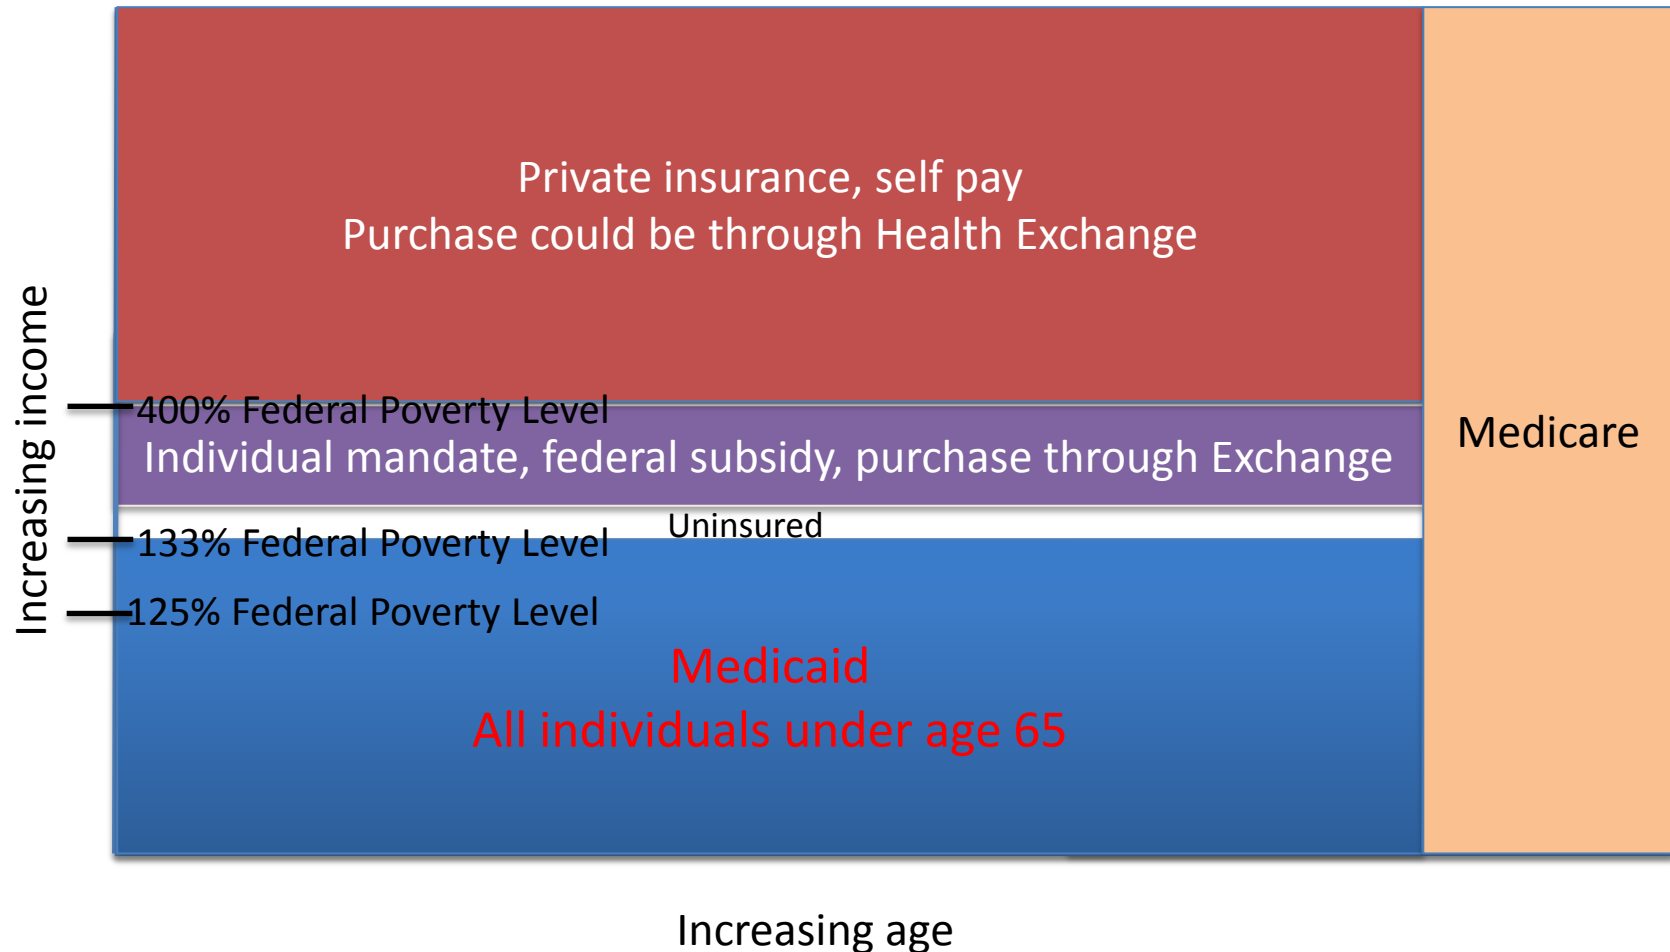 Private insurance, self pay
Purchase could be through Health Exchange
Increasing income
400% Federal Poverty Level
Individual mandate, federal subsidy, purchase through Exchange
Medicare
Uninsured
133% Federal Poverty Level
125% Federal Poverty Level
Medicaid
All individuals under age 65
Increasing age